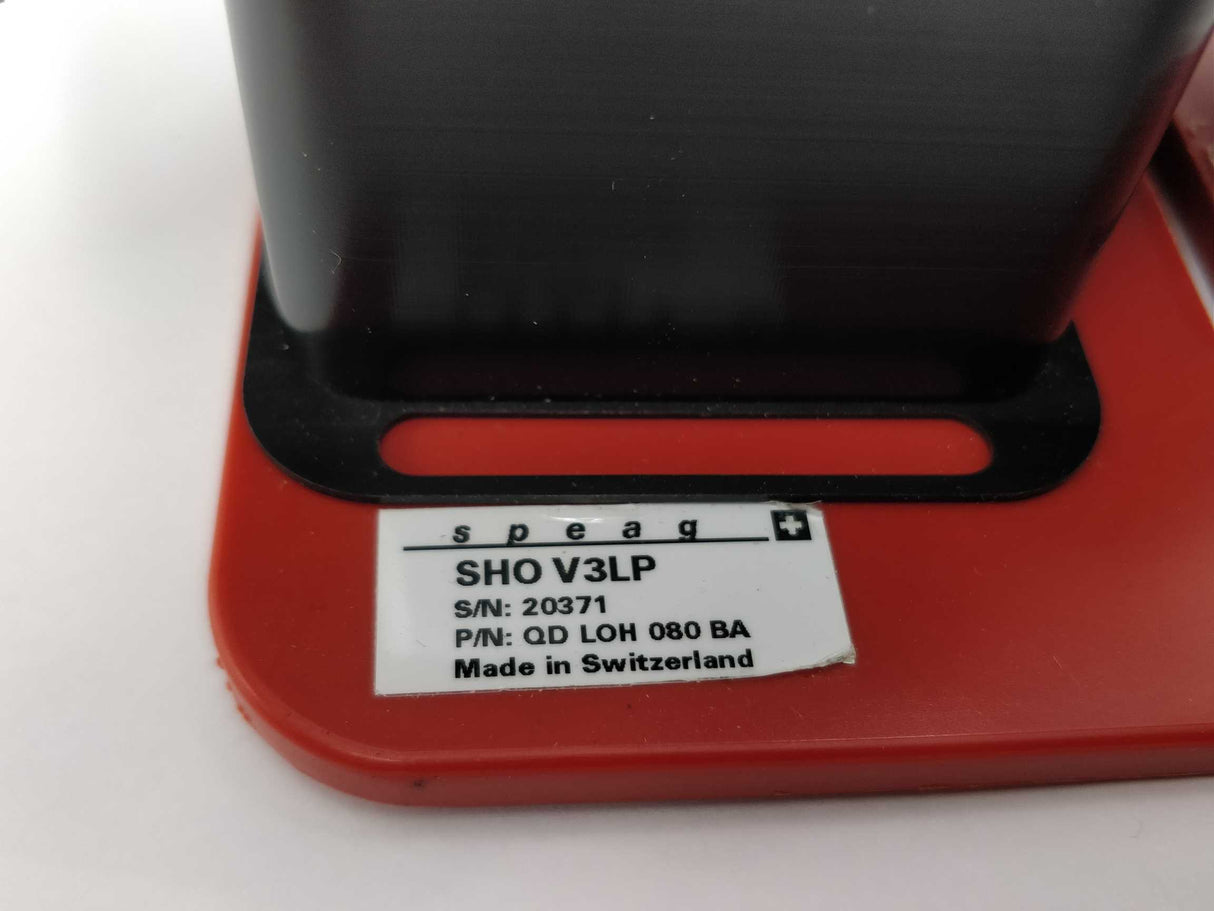 speag
SHO V3LP
S/N: 20371
P/N: QD LOH 080 BA
Made in Switzerland